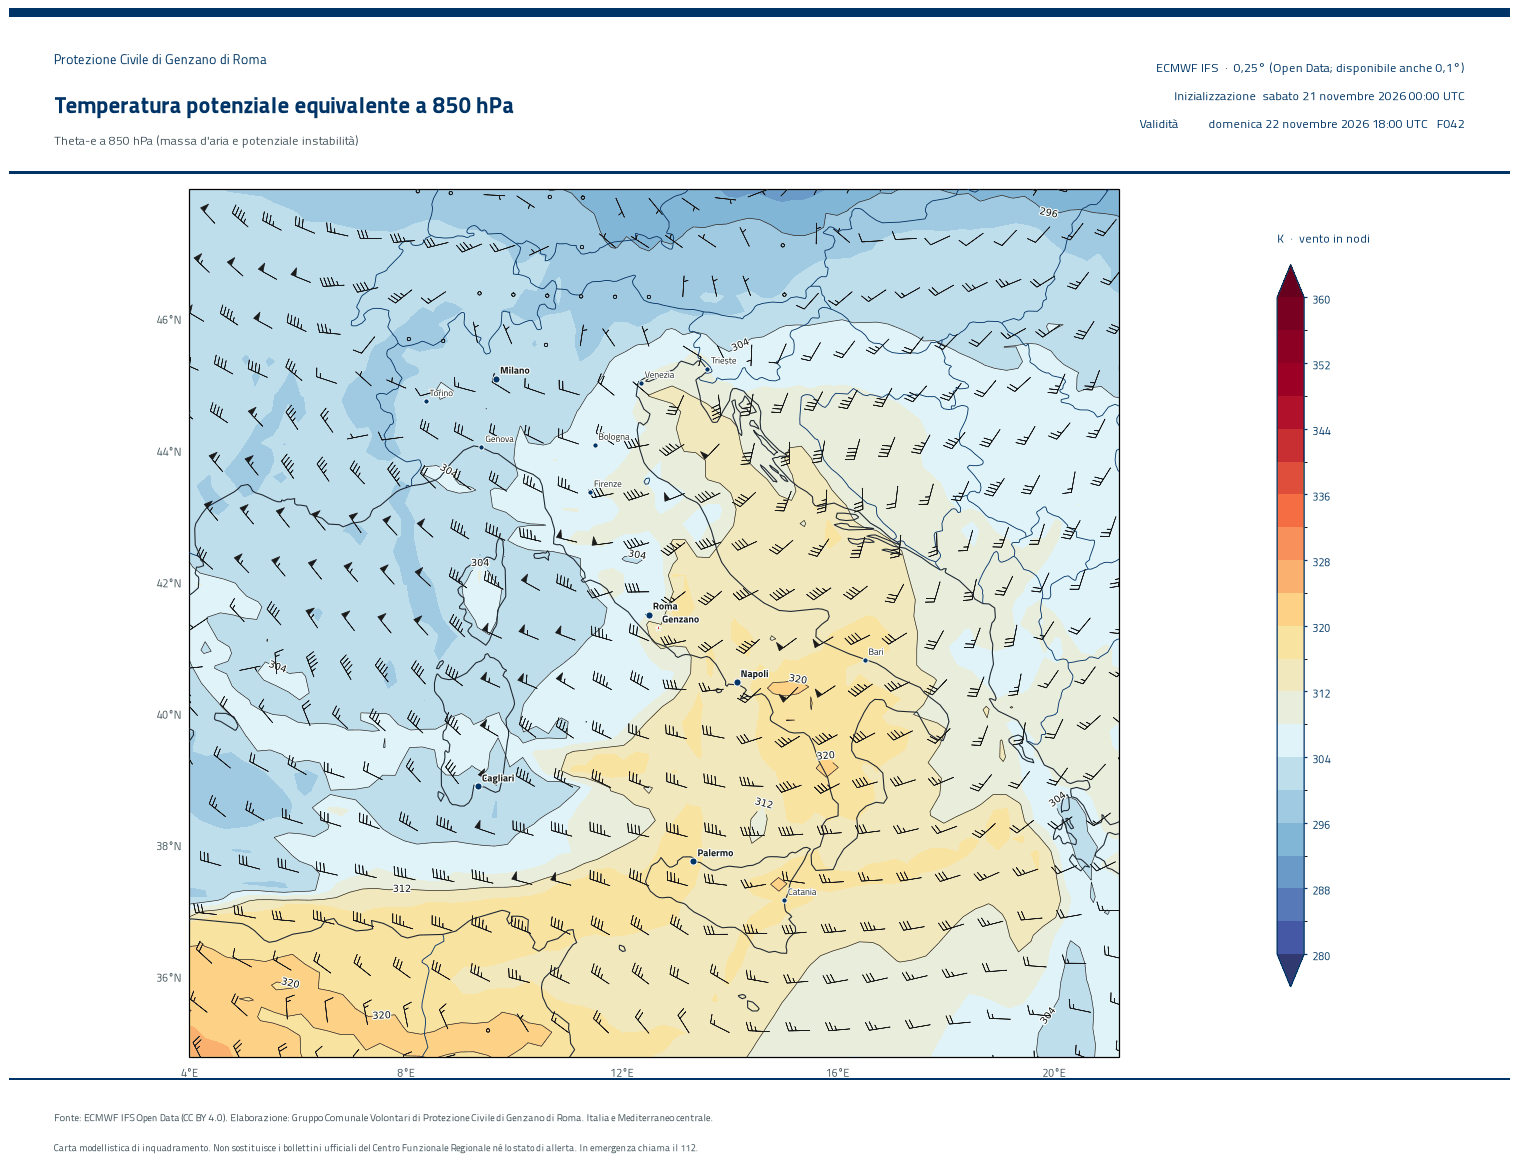 Protezione Civile di Genzano di Roma
Temperatura potenziale equivalente a 850 hPa
Theta-e a 850 hPa (massa d'aria e potenziale instabilità)
ECMWF IFS · 0,25° (Open Data; disponibile anche 0,1°)
Inizializzazione sabato 21 novembre 2026 00:00 UTC
Validità domenica 22 novembre 2026 18:00 UTC F042
K · vento in nodi
360
352
344
336
328
320
312
304
296
288
280
46°N
44°N
42°N
40°N
38°N
36°N
4°E
8°E
12°E
16°E
20°E
296
304
Trieste
Venezia
Milano
Torino
Genova
Bologna
304
Firenze
304
304
Roma
Genzano
Bari
304
Napoli
320
320
Cagliari
312
304
Palermo
312
Catania
320
320
304
Fonte: ECMWF IFS Open Data (CC BY 4.0). Elaborazione: Gruppo Comunale Volontari di Protezione Civile di Genzano di Roma. Italia e Mediterraneo centrale.
Carta modellistica di inquadramento. Non sostituisce i bollettini ufficiali del Centro Funzionale Regionale né lo stato di allerta. In emergenza chiama il 112.